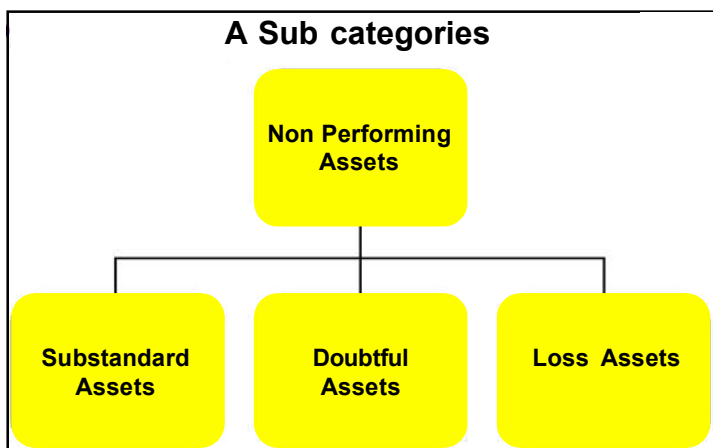 A Sub categories
Non Performing
Assets
Substandard
Assets
Doubtful
Assets
Loss Assets